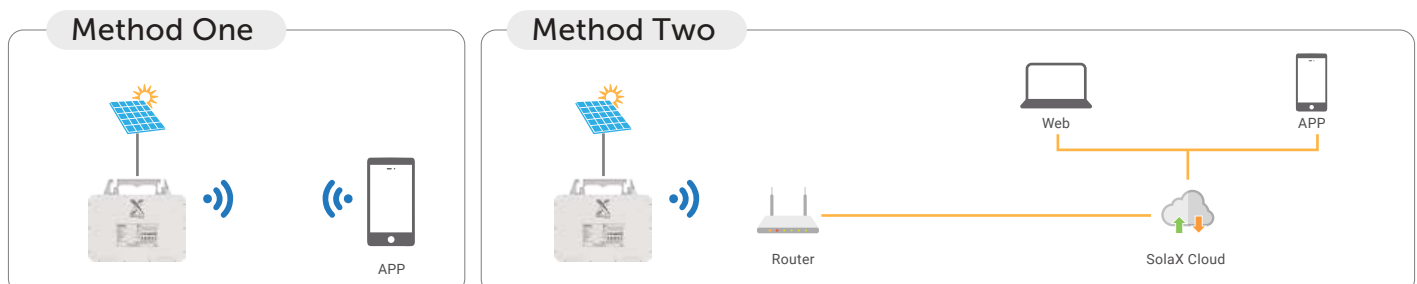 Method One
Method Two
Web
APP
APP
Router
SolaX Cloud